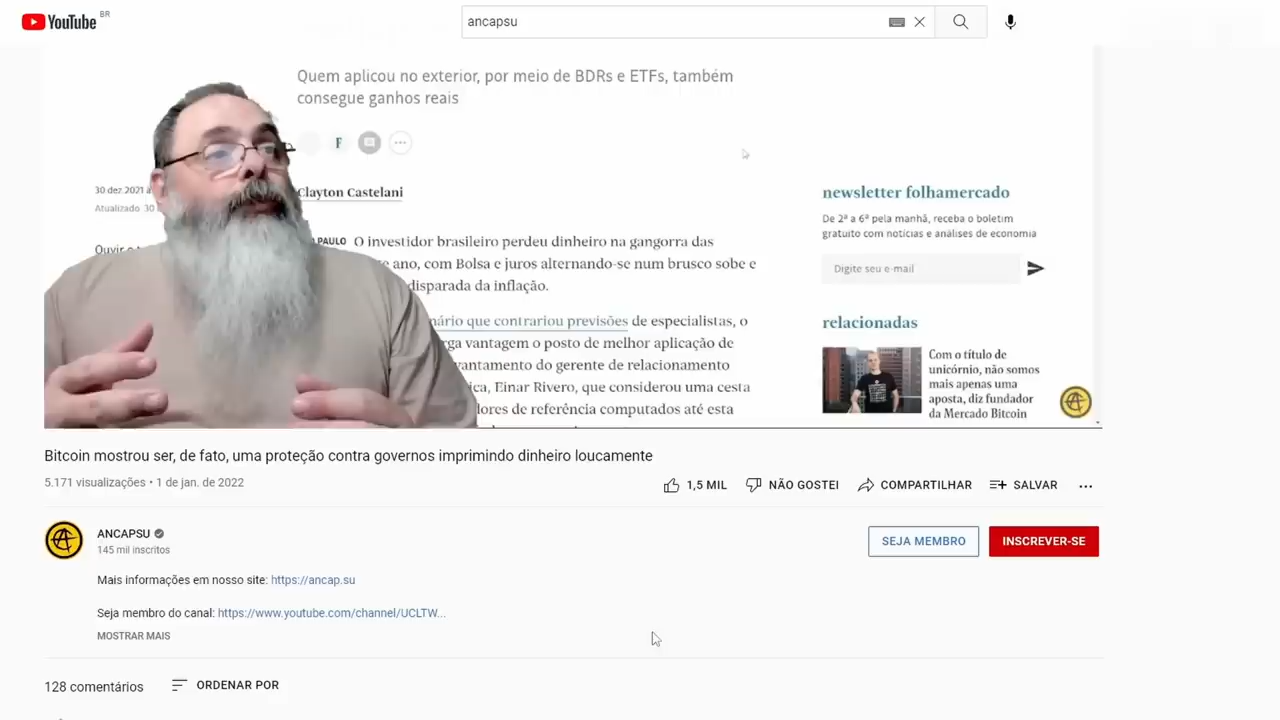 YouTube BR
ancapsu
Quem aplicou no exterior, por meio de BDRs e ETFs, também
consegue ganhos reais
F
30 dez.2021 à
Clayton Castelani
Atualizado 30
Ouvir o
PAULO O investidor brasileiro perdeu dinheiro na gangorra das
e ano, com Bolsa e juros alternando-se num brusco sobe e
disparada da inflação.
nário que contrariou previsões de especialistas, o
rga vantagem o posto de melhor aplicação de
vantamento do gerente de relacionamento
ica, Einar Rivero, que considerou uma cesta
lores de referência computados até esta
newsletter folhamercado
De 2ª a 6ª pela manhã, receba o boletim
gratuito com notícias e análises de economia
Digite seu e-mail
relacionadas
Com o título de
unicórnio, não somos
mais apenas uma
aposta, diz fundador
da Mercado Bitcoin
Bitcoin mostrou ser, de fato, uma proteção contra governos imprimindo dinheiro loucamente
5.171 visualizações • 1 de jan. de 2022
1,5 MIL NÃO GOSTEI COMPARTILHAR SALVAR
ANCAPSU
145 mil inscritos
SEJA MEMBRO INSCREVER-SE
Mais informações em nosso site: https://ancap.su
Seja membro do canal: https://www.youtube.com/channel/UCLTW...
MOSTRAR MAIS
128 comentários ORDENAR POR